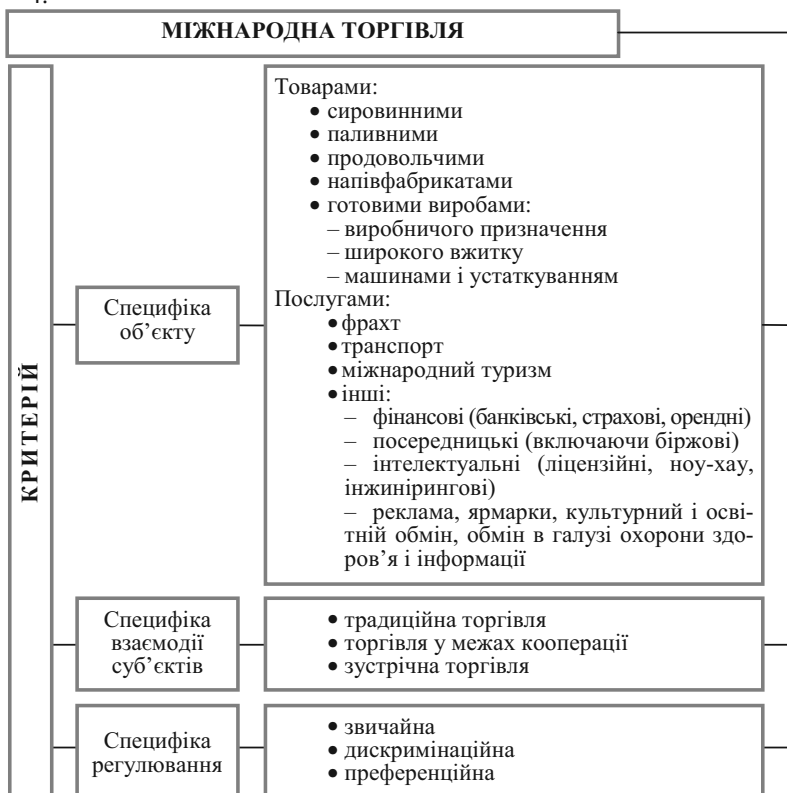 МІЖНАРОДНА ТОРГІВЛЯ
КРИТЕРІЙ
Специфіка
об’єкту
Товарами:
• сировинними
• паливними
• продовольчими
• напівфабрикатами
• готовими виробами:
– виробничого призначення
– широкого вжитку
– машинами і устаткуванням
Послугами:
• фрахт
• транспорт
• міжнародний туризм
• інші:
– фінансові (банківські, страхові, орендні)
– посередницькі (включаючи біржові)
– інтелектуальні (ліцензійні, ноу-хау,
інжинірингові)
– реклама, ярмарки, культурний і осві-
тній обмін, обмін в галузі охорони здо-
ров’я і інформації
Специфіка
взаємодії
суб’єктів
• традиційна торгівля
• торгівля у межах кооперації
• зустрічна торгівля
Специфіка
регулювання
• звичайна
• дискримінаційна
• преференційна